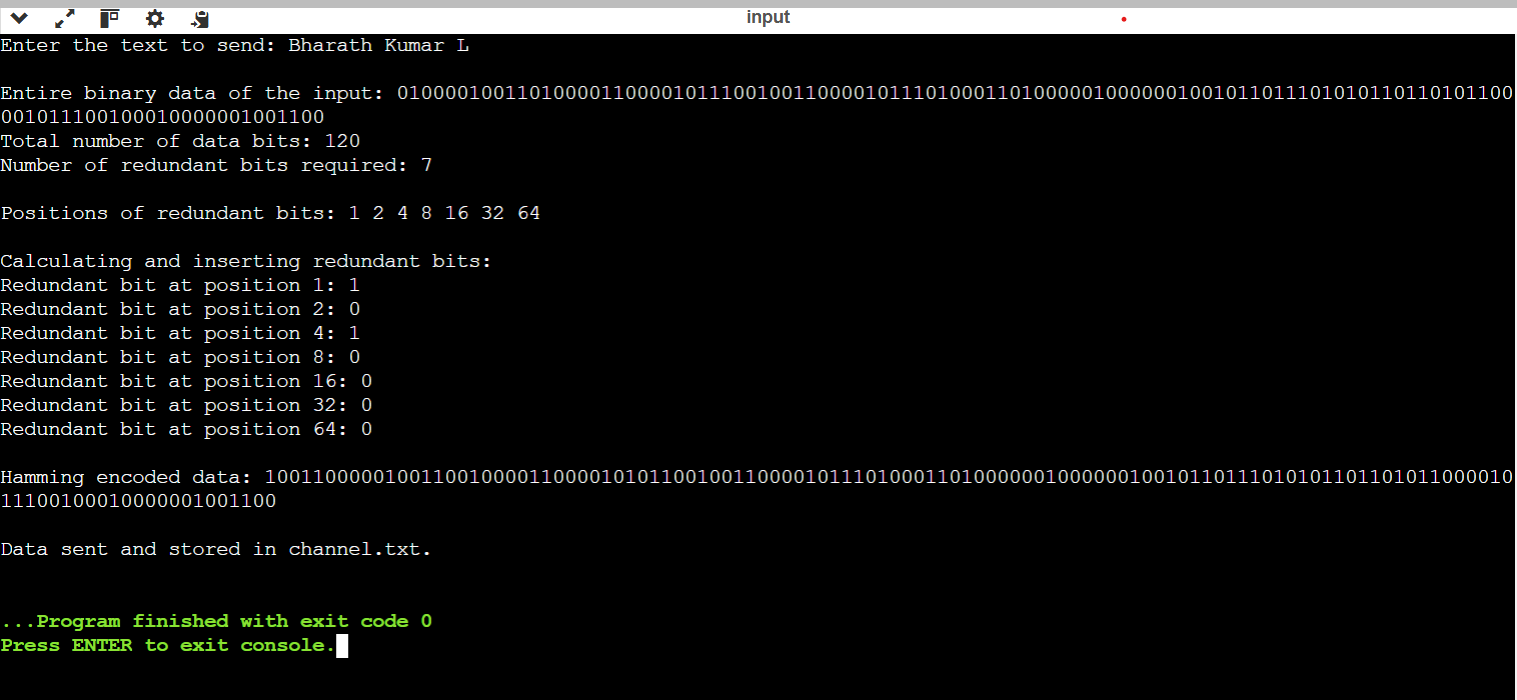 input
Enter the text to send: Bharath Kumar L
Entire binary data of the input: 010000100110100001100001011100100110000101110100011010000010000001001011011101010110110101100
001011100100010000001001100
Total number of data bits: 120
Number of redundant bits required: 7
Positions of redundant bits: 1 2 4 8 16 32 64
Calculating and inserting redundant bits:
Redundant bit at position 1: 1
Redundant bit at position 2: 0
Redundant bit at position 4: 1
Redundant bit at position 8: 0
Redundant bit at position 16: 0
Redundant bit at position 32: 0
Redundant bit at position 64: 0
Hamming encoded data: 10011000001001100100001100001010110010011000010111010001101000000100000010010110111010101101101011000010
11100100010000001001100
Data sent and stored in channel.txt.
...Program finished with exit code 0
Press ENTER to exit console.